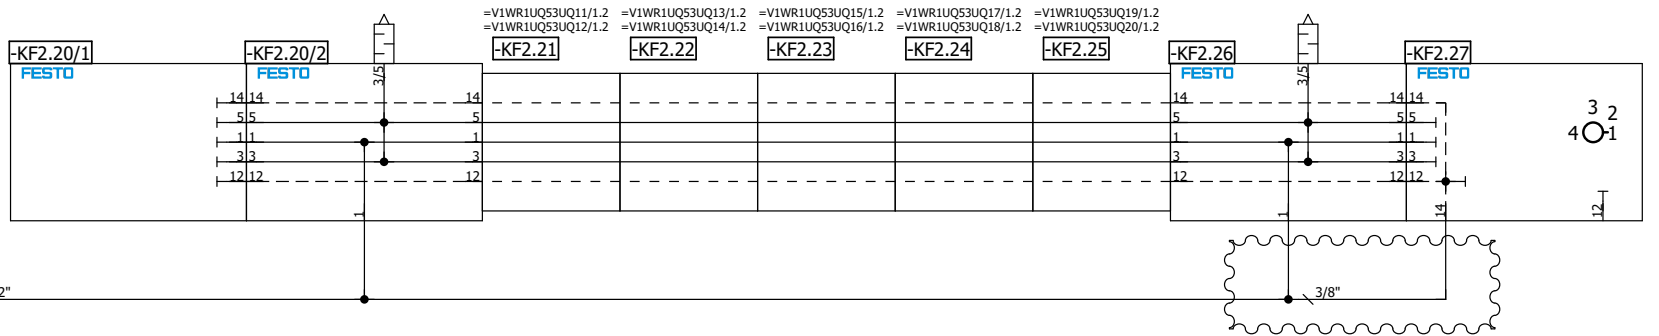 =V1WR1UQ53UQ11/1.2 =V1WR1UQ53UQ13/1.2 =V1WR1UQ53UQ15/1.2 =V1WR1UQ53UQ17/1.2 =V1WR1UQ53UQ19/1.2
=V1WR1UQ53UQ12/1.2 =V1WR1UQ53UQ14/1.2 =V1WR1UQ53UQ16/1.2 =V1WR1UQ53UQ18/1.2 =V1WR1UQ53UQ20/1.2
-KF2.20/1 -KF2.20/2 -KF2.21 -KF2.22 -KF2.23 -KF2.24 -KF2.25 -KF2.26 -KF2.27
FESTO FESTO FESTO FESTO
3/5 3/5
14 14 14 14 14 14
5 5 5 5 5 5
1 1 1 1 1 1
3 3 3 3 3 3
12 12 12 12 12 12
3 2
4 1
1 1 14 12
2" 3/8"